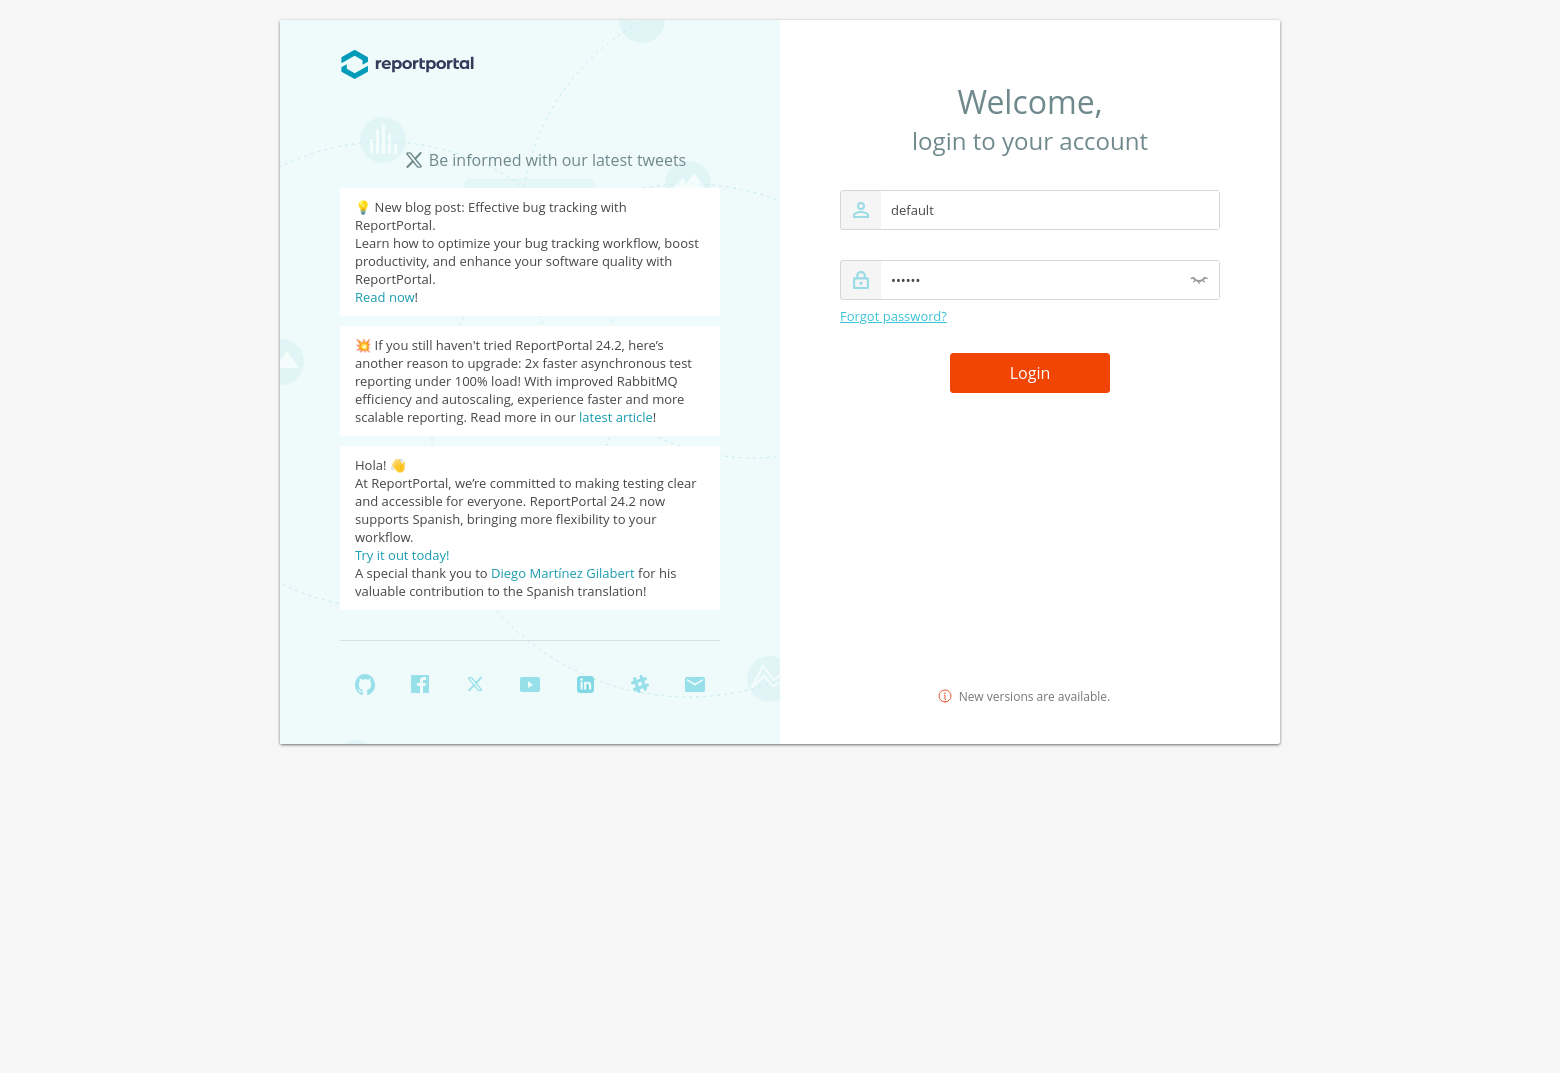 reportportal
Be informed with our latest tweets
💡 New blog post: Effective bug tracking with
ReportPortal.
Learn how to optimize your bug tracking workflow, boost
productivity, and enhance your software quality with
ReportPortal.
Read now!
💥 If you still haven't tried ReportPortal 24.2, here’s
another reason to upgrade: 2x faster asynchronous test
reporting under 100% load! With improved RabbitMQ
efficiency and autoscaling, experience faster and more
scalable reporting. Read more in our latest article!
Hola! 👋
At ReportPortal, we’re committed to making testing clear
and accessible for everyone. ReportPortal 24.2 now
supports Spanish, bringing more flexibility to your
workflow.
Try it out today!
A special thank you to Diego Martínez Gilabert for his
valuable contribution to the Spanish translation!
Welcome,
login to your account
default
••••••
Forgot password?
Login
New versions are available.